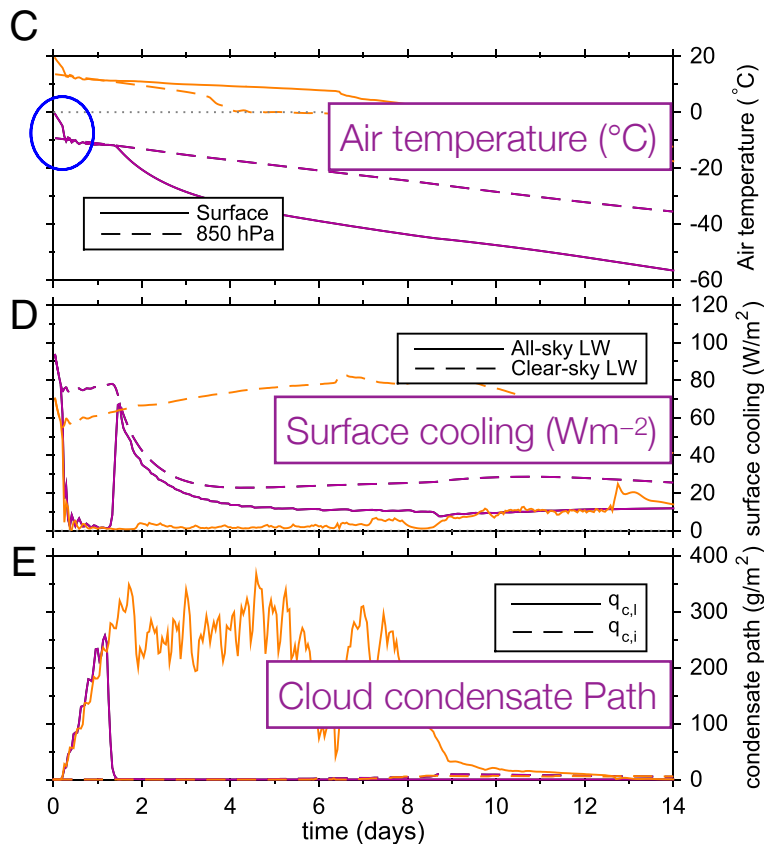 C
20
0
-20
-40
-60
Air temperature (°C)
Air temperature (°C)
Surface
850 hPa
D
120
100
80
60
40
20
0
surface cooling (W/m²)
All-sky LW
Clear-sky LW
Surface cooling (Wm⁻²)
E
400
300
200
100
0
condensate path (g/m²)
q_c,l
q_c,i
Cloud condensate Path
0 2 4 6 8 10 12 14
time (days)